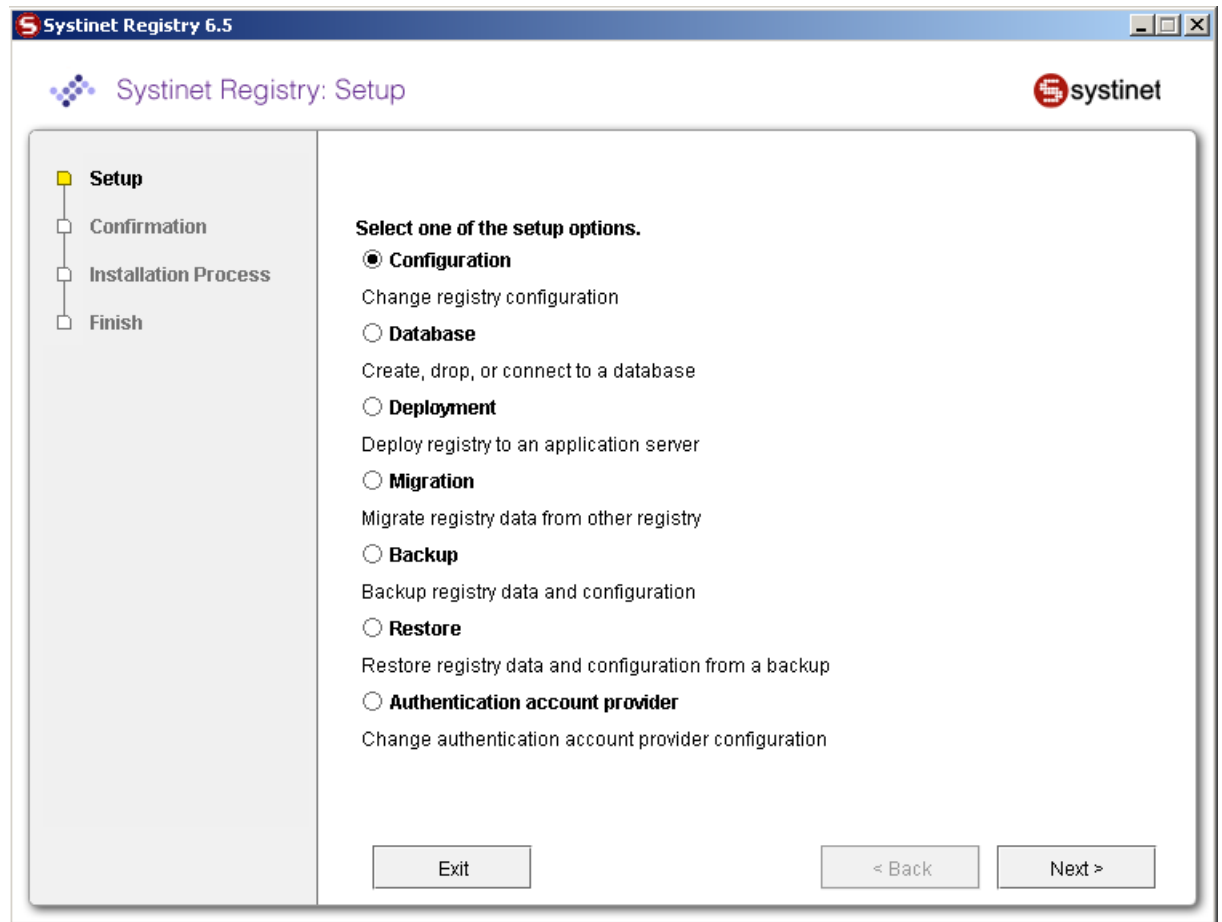 Systinet Registry 6.5
Systinet Registry: Setup
systinet
Setup
Confirmation
Installation Process
Finish
Select one of the setup options.
Configuration
Change registry configuration
Database
Create, drop, or connect to a database
Deployment
Deploy registry to an application server
Migration
Migrate registry data from other registry
Backup
Backup registry data and configuration
Restore
Restore registry data and configuration from a backup
Authentication account provider
Change authentication account provider configuration
Exit
< Back
Next >